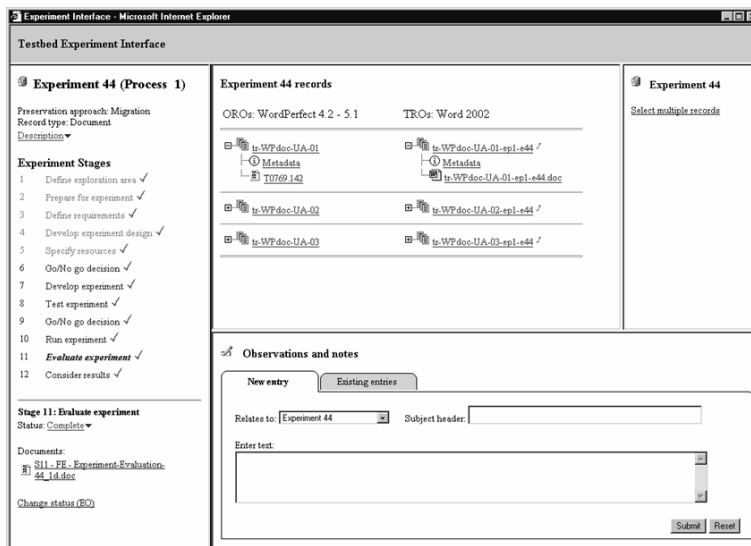 Experiment Interface - Microsoft Internet Explorer
Testbed Experiment Interface
Experiment 44 (Process 1)
Preservation approach: Migration
Record type: Document
Description
Experiment Stages
1 Define exploration area
2 Prepare for experiment
3 Define requirements
4 Develop experiment design
5 Specify resources
6 Go/No go decision
7 Develop experiment
8 Test experiment
9 Go/No go decision
10 Run experiment
11 Evaluate experiment
12 Consider results
Stage 11: Evaluate experiment
Status: Complete
Documents:
S11 - FE - Experiment-Evaluation-
44_1d.doc
Change status (EO)
Experiment 44 records
OROs: WordPerfect 4.2 - 5.1 TROs: Word 2002
tr-WPdoc-UA-01 tr-WPdoc-UA-01-ep1-e44
Metadata Metadata
T0769.142 tr-WPdoc-UA-01-ep1-e44.doc
tr-WPdoc-UA-02 tr-WPdoc-UA-02-ep1-e44
tr-WPdoc-UA-03 tr-WPdoc-UA-03-ep1-e44
Experiment 44
Select multiple records
Observations and notes
New entry Existing entries
Relates to: Experiment 44 Subject header:
Enter text:
Submit Reset